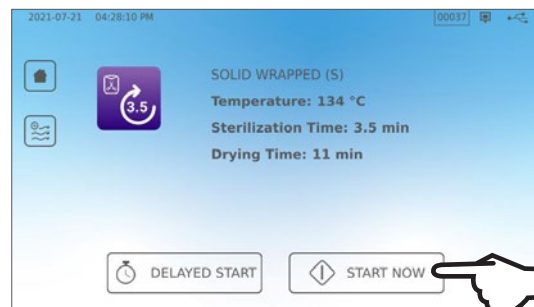 2021-07-21 04:28:10 PM 00037
SOLID WRAPPED (S)
3.5
Temperature: 134 °C
Sterilization Time: 3.5 min
Drying Time: 11 min
DELAYED START
START NOW